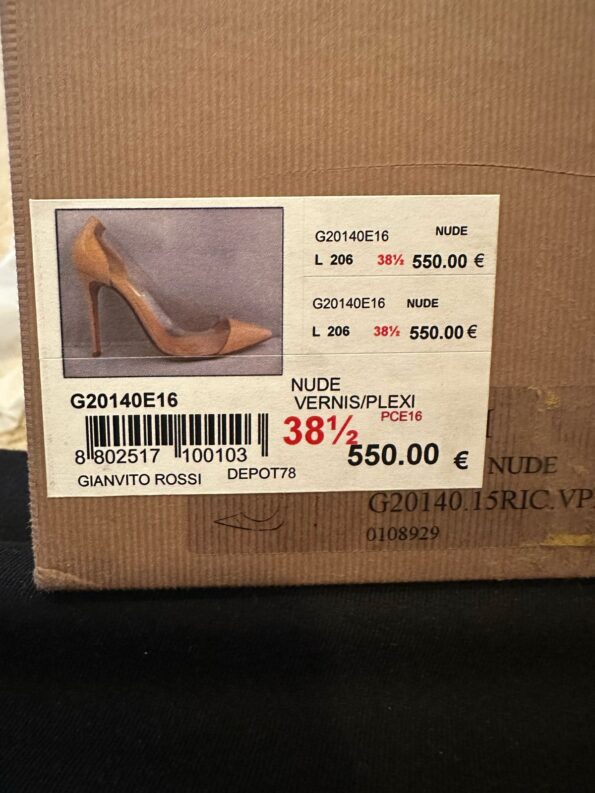 G20140E16 NUDE
L 206 38½ 550.00 €
G20140E16 NUDE
L 206 38½ 550.00 €
G20140E16
NUDE
VERNIS/PLEXI
PCE16
38½
550.00 €
8 802517 100103
GIANVITO ROSSI DEPOT78
NUDE
G20140.15RIC.VP
0108929